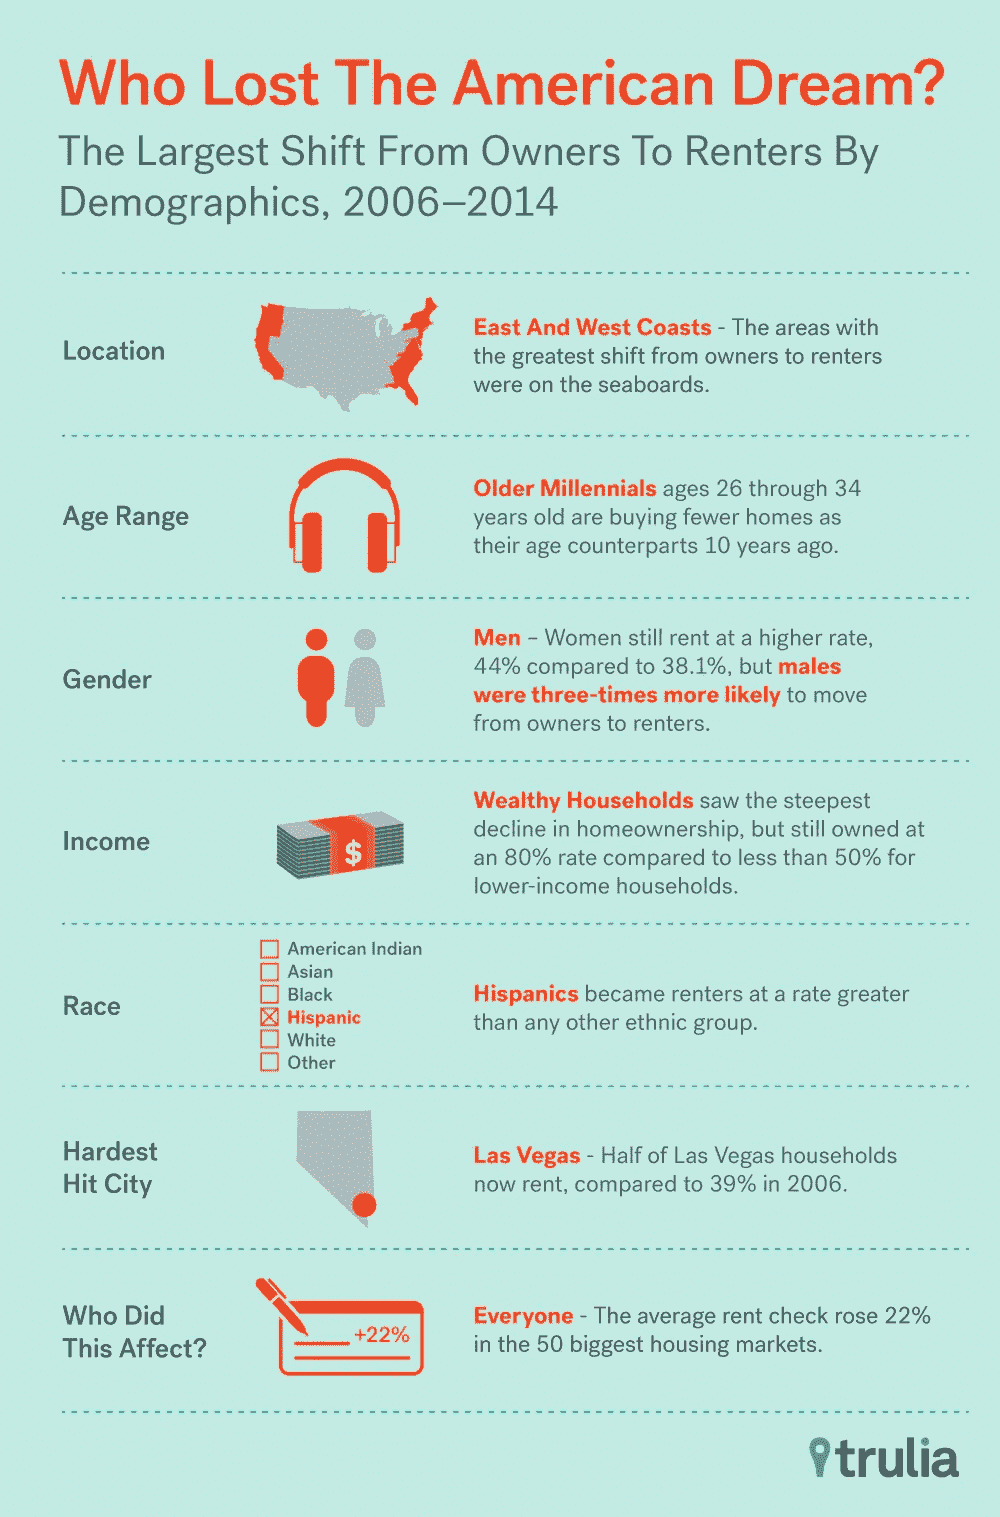 Who Lost The American Dream?
The Largest Shift From Owners To Renters By
Demographics, 2006–2014
Location
East And West Coasts - The areas with
the greatest shift from owners to renters
were on the seaboards.
Age Range
Older Millennials ages 26 through 34
years old are buying fewer homes as
their age counterparts 10 years ago.
Gender
Men – Women still rent at a higher rate,
44% compared to 38.1%, but males
were three-times more likely to move
from owners to renters.
Income
$
Wealthy Households saw the steepest
decline in homeownership, but still owned at
an 80% rate compared to less than 50% for
lower-income households.
Race
American Indian
Asian
Black
Hispanic
White
Other
Hispanics became renters at a rate greater
than any other ethnic group.
Hardest
Hit City
Las Vegas - Half of Las Vegas households
now rent, compared to 39% in 2006.
Who Did
This Affect?
+22%
Everyone - The average rent check rose 22%
in the 50 biggest housing markets.
trulia